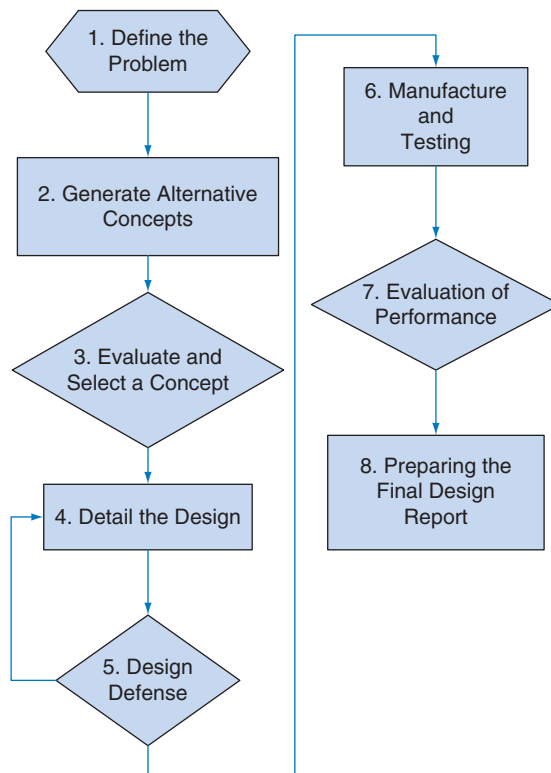 1. Define the
Problem
2. Generate Alternative
Concepts
3. Evaluate and
Select a Concept
4. Detail the Design
5. Design
Defense
6. Manufacture
and
Testing
7. Evaluation of
Performance
8. Preparing the
Final Design
Report